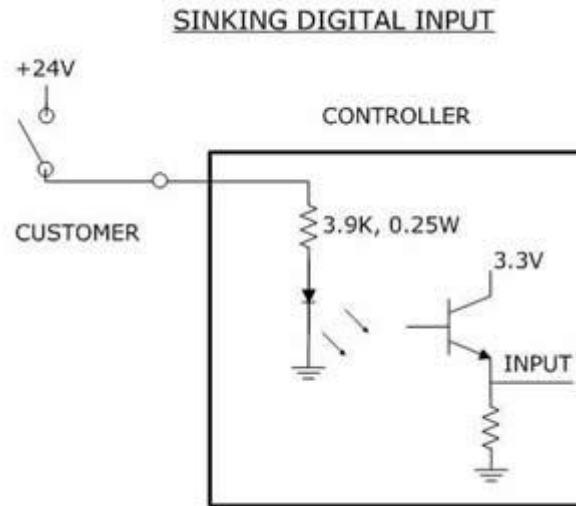 SINKING DIGITAL INPUT
+24V
CONTROLLER
CUSTOMER
3.9K, 0.25W
3.3V
INPUT